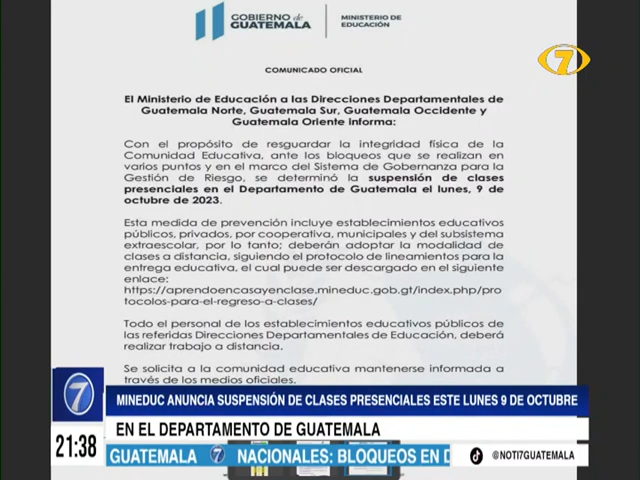 GOBIERNO de
GUATEMALA
MINISTERIO DE
EDUCACIÓN
7
COMUNICADO OFICIAL
El Ministerio de Educación a las Direcciones Departamentales de
Guatemala Norte, Guatemala Sur, Guatemala Occidente y
Guatemala Oriente informa:
Con el propósito de resguardar la integridad física de la
Comunidad Educativa, ante los bloqueos que se realizan en
varios puntos y en el marco del Sistema de Gobernanza para la
Gestión de Riesgo, se determinó la suspensión de clases
presenciales en el Departamento de Guatemala el lunes, 9 de
octubre de 2023.
Esta medida de prevención incluye establecimientos educativos
públicos, privados, por cooperativa, municipales y del subsistema
extraescolar, por lo tanto; deberán adoptar la modalidad de
clases a distancia, siguiendo el protocolo de lineamientos para la
entrega educativa, el cual puede ser descargado en el siguiente
enlace:
https://aprendoencasayenclase.mineduc.gob.gt/index.php/pro
tocolos-para-el-regreso-a-clases/
Todo el personal de los establecimientos educativos públicos de
las referidas Direcciones Departamentales de Educación, deberá
realizar trabajo a distancia.
Se solicita a la comunidad educativa mantenerse informada a
través de los medios oficiales.
7
MINEDUC ANUNCIA SUSPENSIÓN DE CLASES PRESENCIALES ESTE LUNES 9 DE OCTUBRE
21:38
EN EL DEPARTAMENTO DE GUATEMALA
GUATEMALA 7 NACIONALES: BLOQUEOS EN D
@NOTI7GUATEMALA